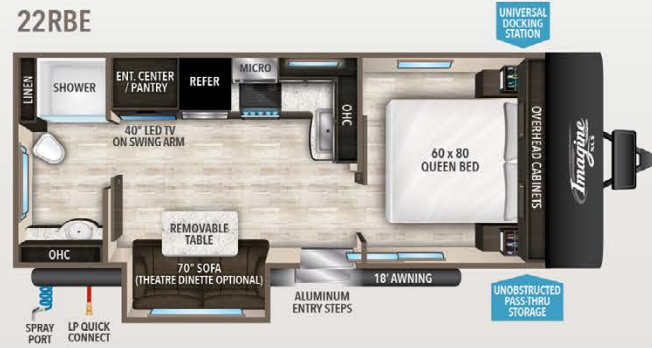 22RBE
UNIVERSAL
DOCKING
STATION
LINEN
SHOWER
ENT. CENTER
/ PANTRY
REFER
MICRO
OHC
40" LED TV
ON SWING ARM
60 x 80
QUEEN BED
OVERHEAD CABINETS
Imagine
XLS
REMOVABLE
TABLE
OHC
70" SOFA
(THEATRE DINETTE OPTIONAL)
18' AWNING
ALUMINUM
ENTRY STEPS
UNOBSTRUCTED
PASS-THRU
STORAGE
SPRAY
PORT
LP QUICK
CONNECT